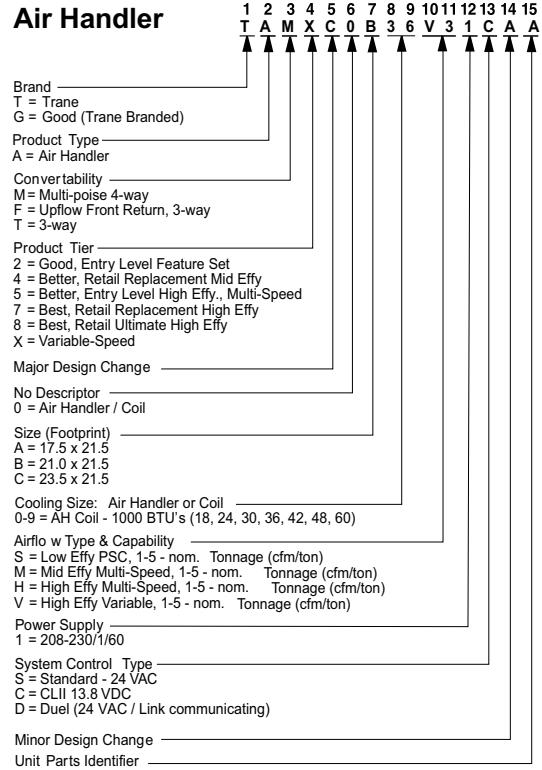 Air Handler
1 2 3 4 5 6 7 8 9 10 11 12 13 14 15
T A M X C 0 B 3 6 V 3 1 C A A
Brand
T = Trane
G = Good (Trane Branded)
Product Type
A = Air Handler
Convertability
M = Multi-poise 4-way
F = Upflow Front Return, 3-way
T = 3-way
Product Tier
2 = Good, Entry Level Feature Set
4 = Better, Retail Replacement Mid Effy
5 = Better, Entry Level High Effy., Multi-Speed
7 = Best, Retail Replacement High Effy
8 = Best, Retail Ultimate High Effy
X = Variable-Speed
Major Design Change
No Descriptor
0 = Air Handler / Coil
Size (Footprint)
A = 17.5 x 21.5
B = 21.0 x 21.5
C = 23.5 x 21.5
Cooling Size: Air Handler or Coil
0-9 = AH Coil - 1000 BTU's (18, 24, 30, 36, 42, 48, 60)
Airflo w Type & Capability
S = Low Effy PSC, 1-5 - nom. Tonnage (cfm/ton)
M = Mid Effy Multi-Speed, 1-5 - nom. Tonnage (cfm/ton)
H = High Effy Multi-Speed, 1-5 - nom. Tonnage (cfm/ton)
V = High Effy Variable, 1-5 - nom. Tonnage (cfm/ton)
Power Supply
1 = 208-230/1/60
System Control Type
S = Standard - 24 VAC
C = CLII 13.8 VDC
D = Duel (24 VAC / Link communicating)
Minor Design Change
Unit Parts Identifier